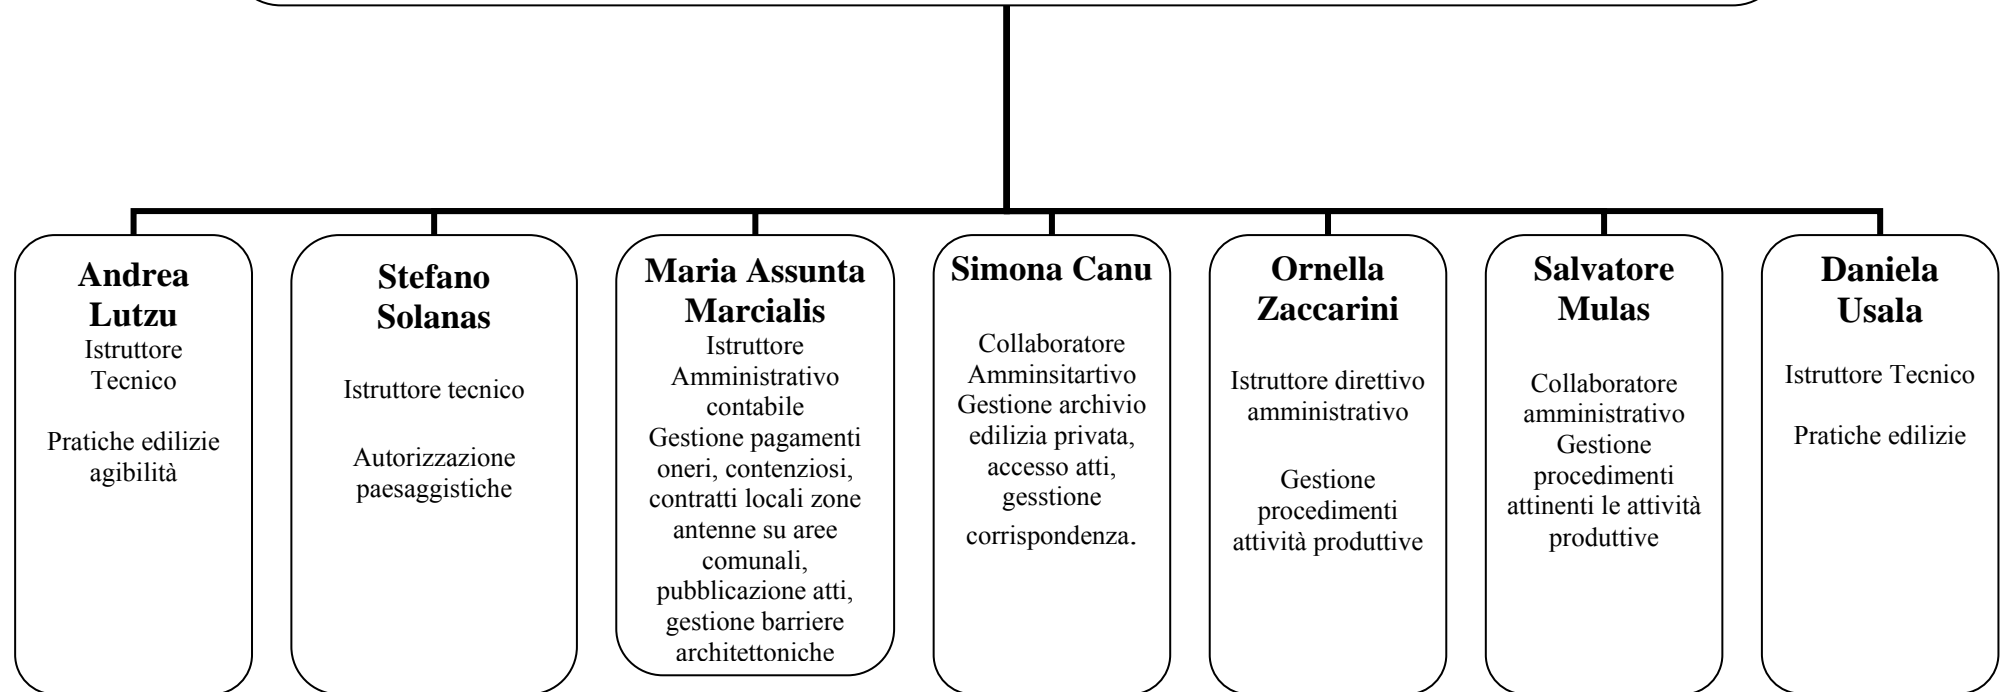 Andrea
Lutzu
Istruttore
Tecnico
Pratiche edilizie
agibilità
Stefano
Solanas
Istruttore tecnico
Autorizzazione
paesaggistiche
Maria Assunta
Marcialis
Istruttore
Amministrativo
contabile
Gestione pagamenti
oneri, contenziosi,
contratti locali zone
antenne su aree
comunali,
pubblicazione atti,
gestione barriere
architettoniche
Simona Canu
Collaboratore
Amminsitartivo
Gestione archivio
edilizia privata,
accesso atti,
gesstione
corrispondenza.
Ornella
Zaccarini
Istruttore direttivo
amministrativo
Gestione
procedimenti
attività produttive
Salvatore
Mulas
Collaboratore
amministrativo
Gestione
procedimenti
attinenti le attività
produttive
Daniela
Usala
Istruttore Tecnico
Pratiche edilizie